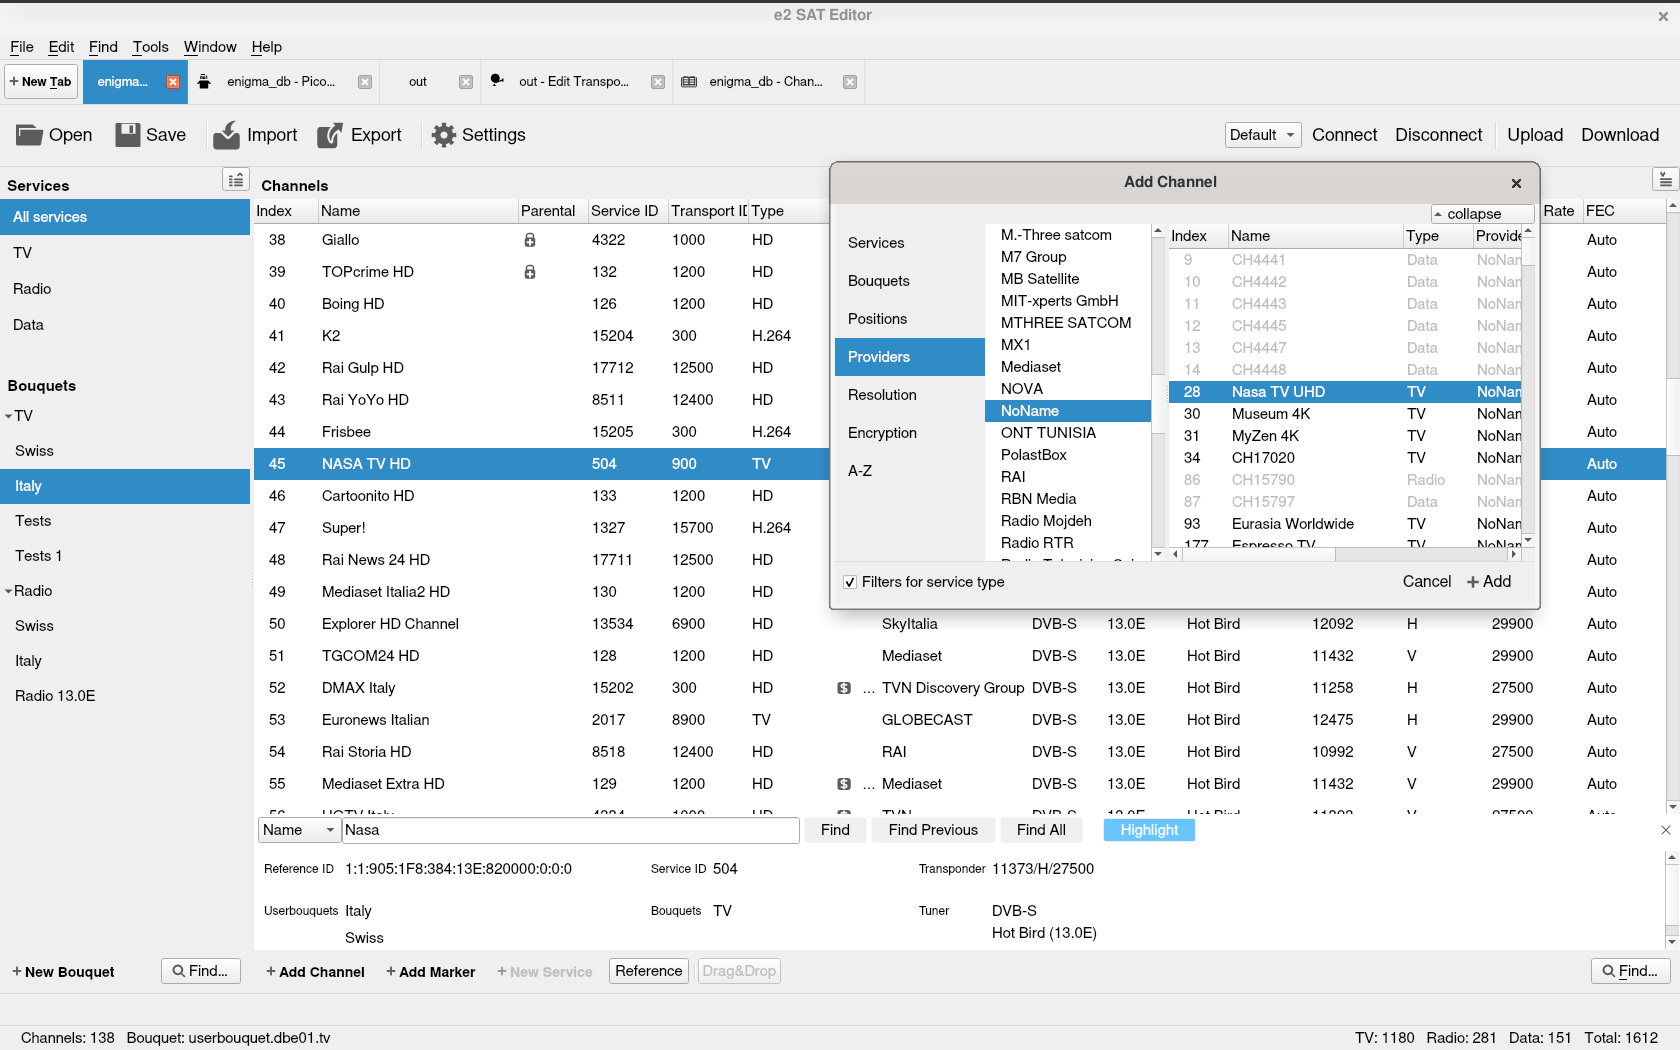 e2 SAT Editor
File Edit Find Tools Window Help
+ New Tab enigma... enigma_db - Pico... out out - Edit Transpo... enigma_db - Chan...
Open Save Import Export Settings Default Connect Disconnect Upload Download
Services
All services
TV
Radio
Data
Bouquets
TV
Swiss
Italy
Tests
Tests 1
Radio
Swiss
Italy
Radio 13.0E
Channels
Index Name Parental Service ID Transport ID Type Rate FEC
38 Giallo 4322 1000 HD Auto
39 TOPcrime HD 132 1200 HD Auto
40 Boing HD 126 1200 HD Auto
41 K2 15204 300 H.264 Auto
42 Rai Gulp HD 17712 12500 HD Auto
43 Rai YoYo HD 8511 12400 HD Auto
44 Frisbee 15205 300 H.264 Auto
45 NASA TV HD 504 900 TV Auto
46 Cartoonito HD 133 1200 HD Auto
47 Super! 1327 15700 H.264 Auto
48 Rai News 24 HD 17711 12500 HD Auto
49 Mediaset Italia2 HD 130 1200 HD Auto
50 Explorer HD Channel 13534 6900 HD SkyItalia DVB-S 13.0E Hot Bird 12092 H 29900 Auto
51 TGCOM24 HD 128 1200 HD Mediaset DVB-S 13.0E Hot Bird 11432 V 29900 Auto
52 DMAX Italy 15202 300 HD ... TVN Discovery Group DVB-S 13.0E Hot Bird 11258 H 27500 Auto
53 Euronews Italian 2017 8900 TV GLOBECAST DVB-S 13.0E Hot Bird 12475 H 29900 Auto
54 Rai Storia HD 8518 12400 HD RAI DVB-S 13.0E Hot Bird 10992 V 27500 Auto
55 Mediaset Extra HD 129 1200 HD ... Mediaset DVB-S 13.0E Hot Bird 11432 V 29900 Auto
Add Channel
collapse
Services
Bouquets
Positions
Providers
Resolution
Encryption
A-Z
M.-Three satcom
M7 Group
MB Satellite
MIT-xperts GmbH
MTHREE SATCOM
MX1
Mediaset
NOVA
NoName
ONT TUNISIA
PolastBox
RAI
RBN Media
Radio Mojdeh
Radio RTR
Index Name Type Provide
9 CH4441 Data NoNam
10 CH4442 Data NoNam
11 CH4443 Data NoNam
12 CH4445 Data NoNam
13 CH4447 Data NoNam
14 CH4448 Data NoNam
28 Nasa TV UHD TV NoNam
30 Museum 4K TV NoNam
31 MyZen 4K TV NoNam
34 CH17020 TV NoNam
86 CH15790 Radio NoNam
87 CH15797 Data NoNam
93 Eurasia Worldwide TV NoNam
177 Espresso TV TV NoNam
Filters for service type Cancel + Add
Name Nasa Find Find Previous Find All Highlight
Reference ID 1:1:905:1F8:384:13E:820000:0:0:0 Service ID 504 Transponder 11373/H/27500
Userbouquets Italy Bouquets TV Tuner DVB-S
Swiss Hot Bird (13.0E)
+ New Bouquet Find... + Add Channel + Add Marker + New Service Reference Drag&Drop Find...
Channels: 138 Bouquet: userbouquet.dbe01.tv TV: 1180 Radio: 281 Data: 151 Total: 1612